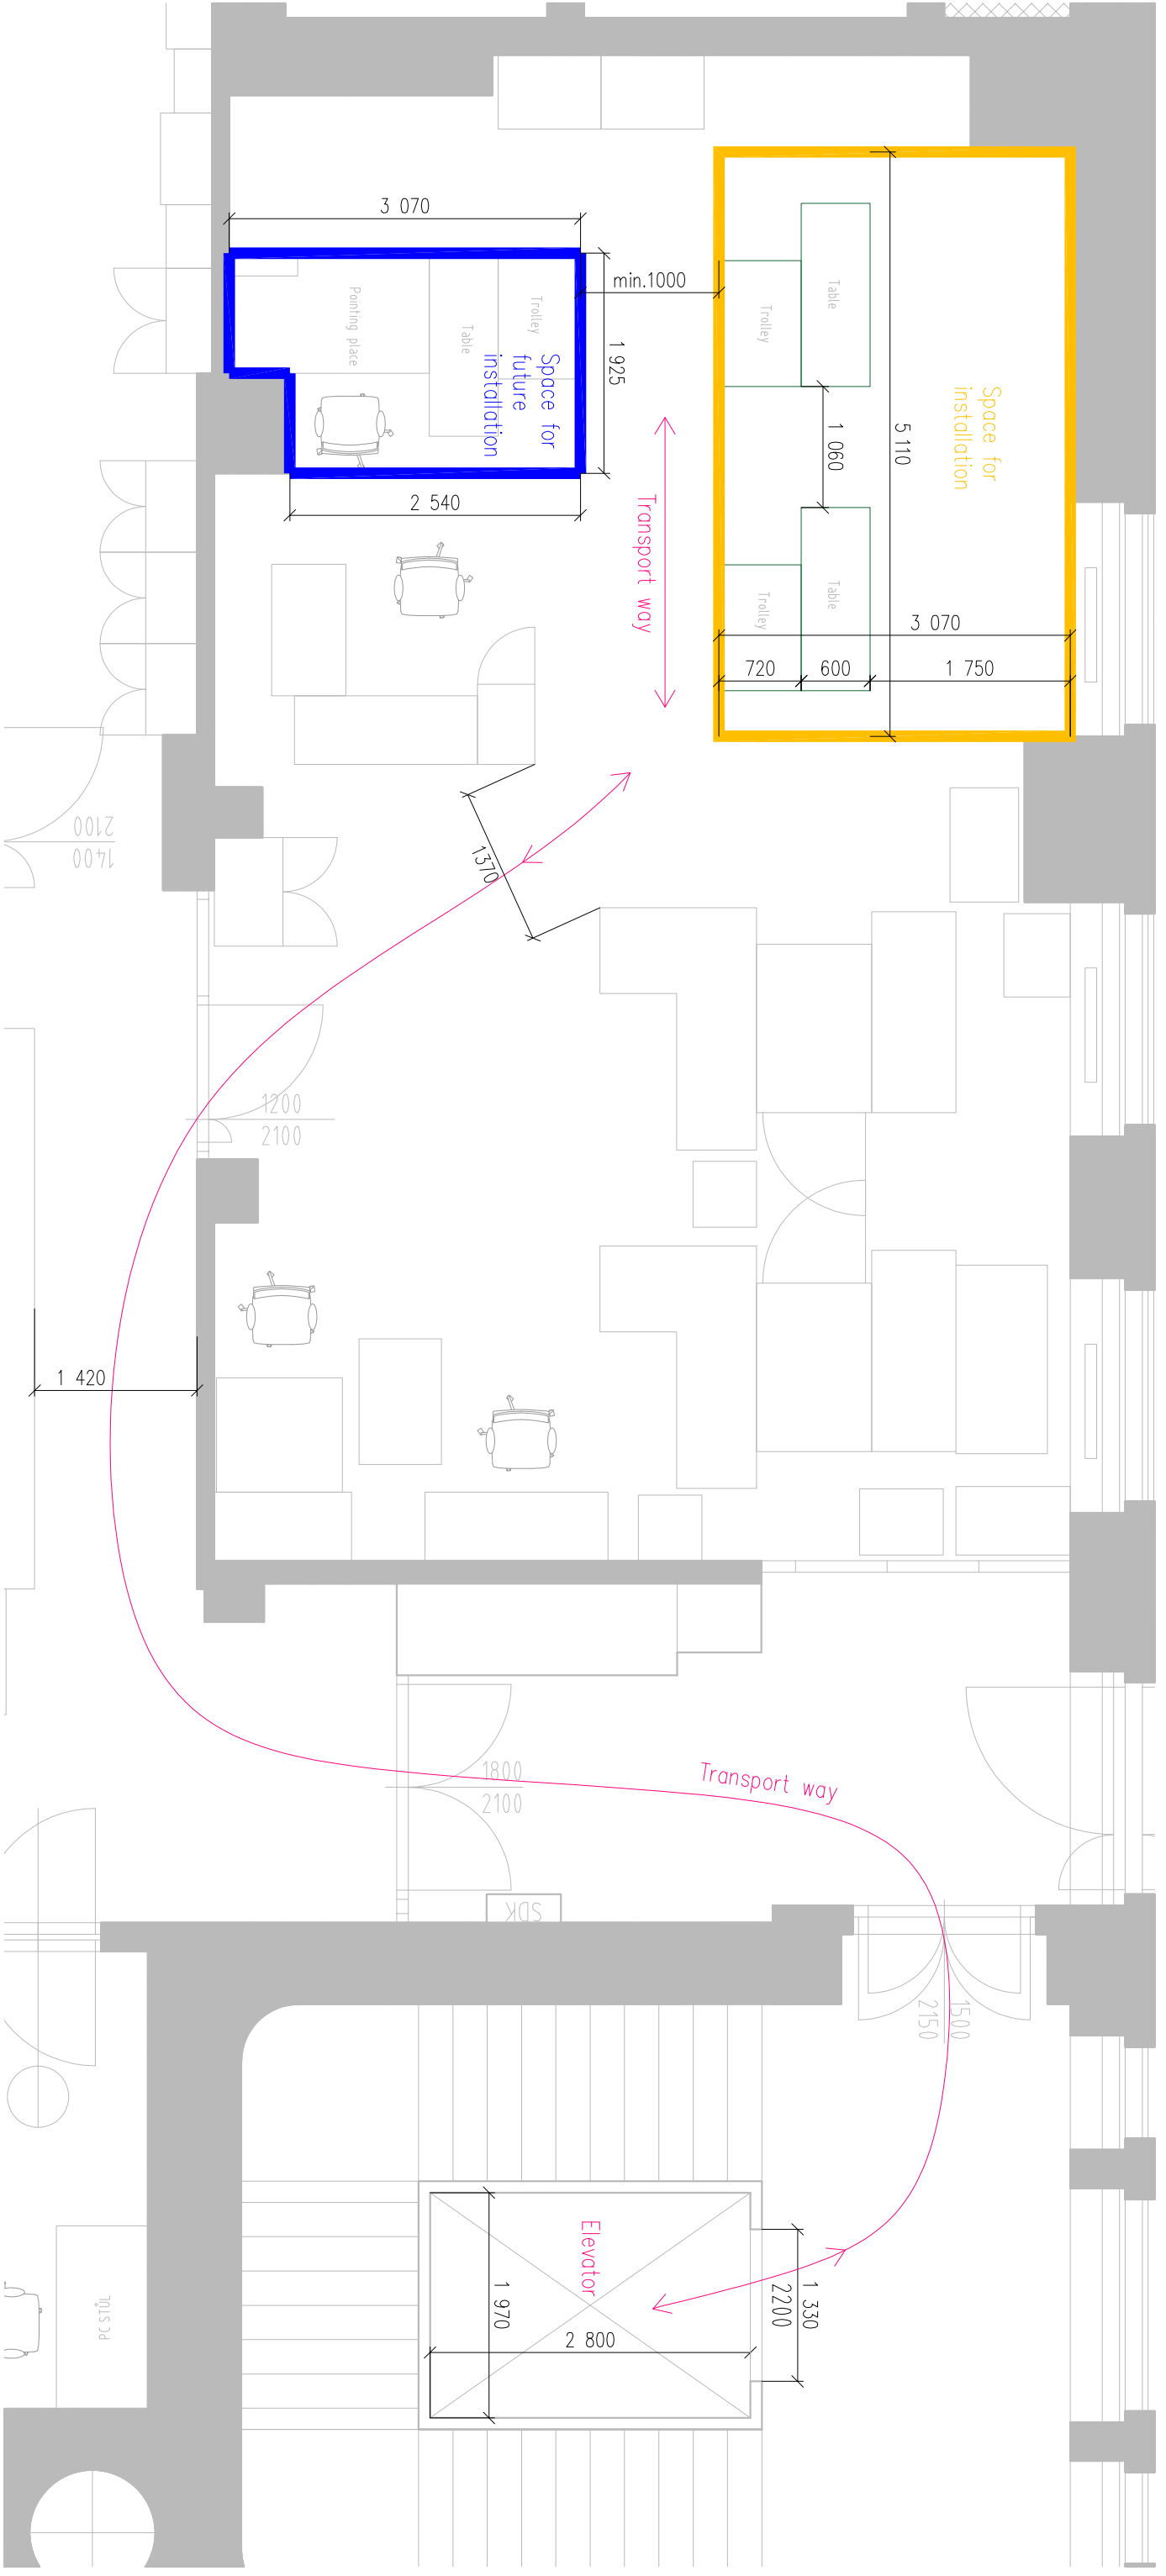 3 070
min.1000
Trolley
Table
Pointing place
Trolley
Table
1 925
Space for
future
installation
Space for
installation
5 110
1 060
2 540
Transport way
Table
Trolley
3 070
720
600
1 750
2100
1400
1370
1200
2100
1 420
Transport way
1800
2100
SDK
1500
2150
Elevator
1 970
1 330
2200
2 800
PC STŮL